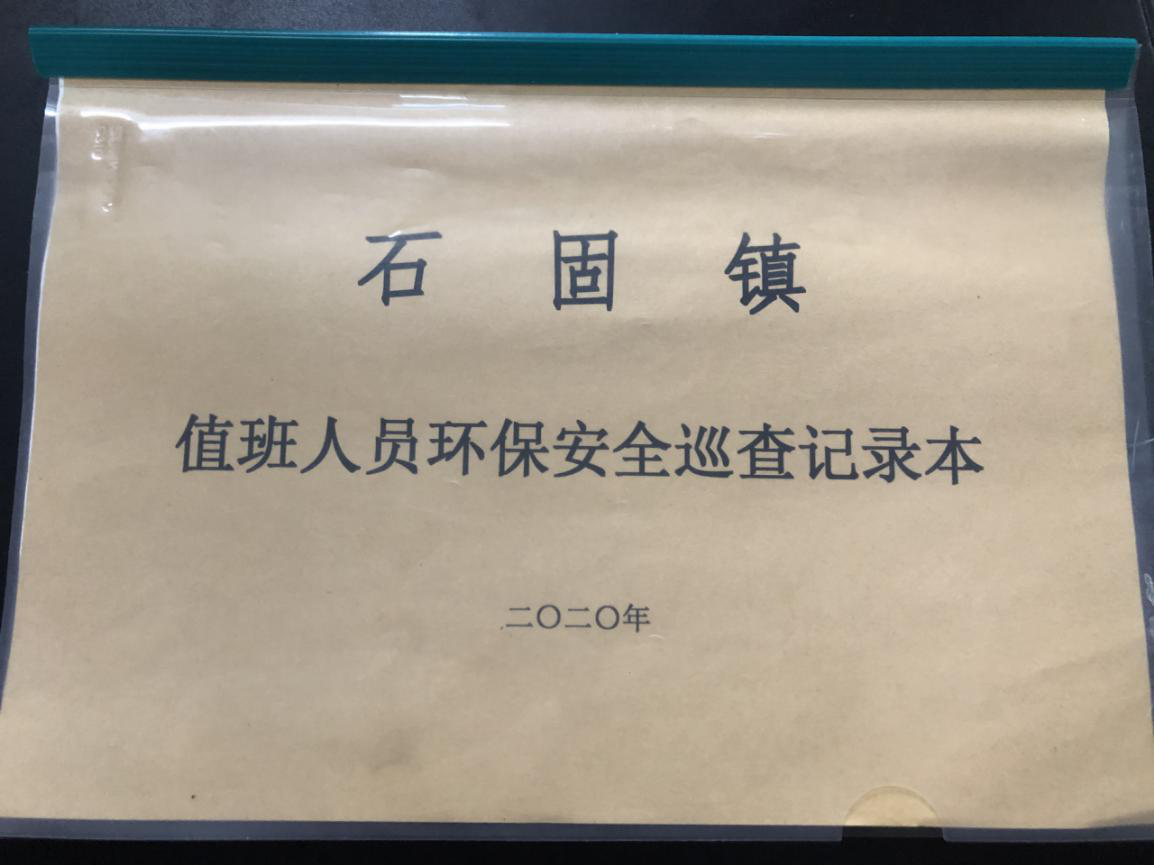 石固镇
值班人员环保安全巡查记录本
二〇二〇年